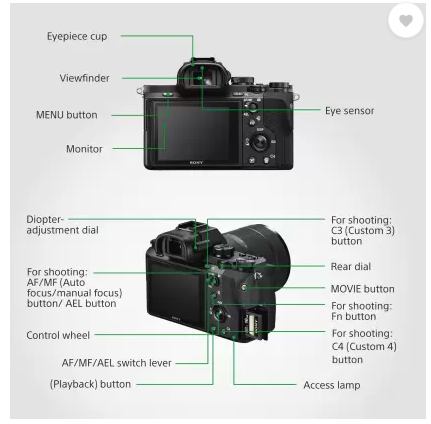 Eyepiece cup
Viewfinder
MENU button
Monitor
Eye sensor
SONY
Diopter-
adjustment dial
For shooting:
AF/MF (Auto
focus/manual focus)
button/ AEL button
Control wheel
AF/MF/AEL switch lever
(Playback) button
For shooting:
C3 (Custom 3)
button
Rear dial
MOVIE button
For shooting:
Fn button
For shooting:
C4 (Custom 4)
button
Access lamp
SONY